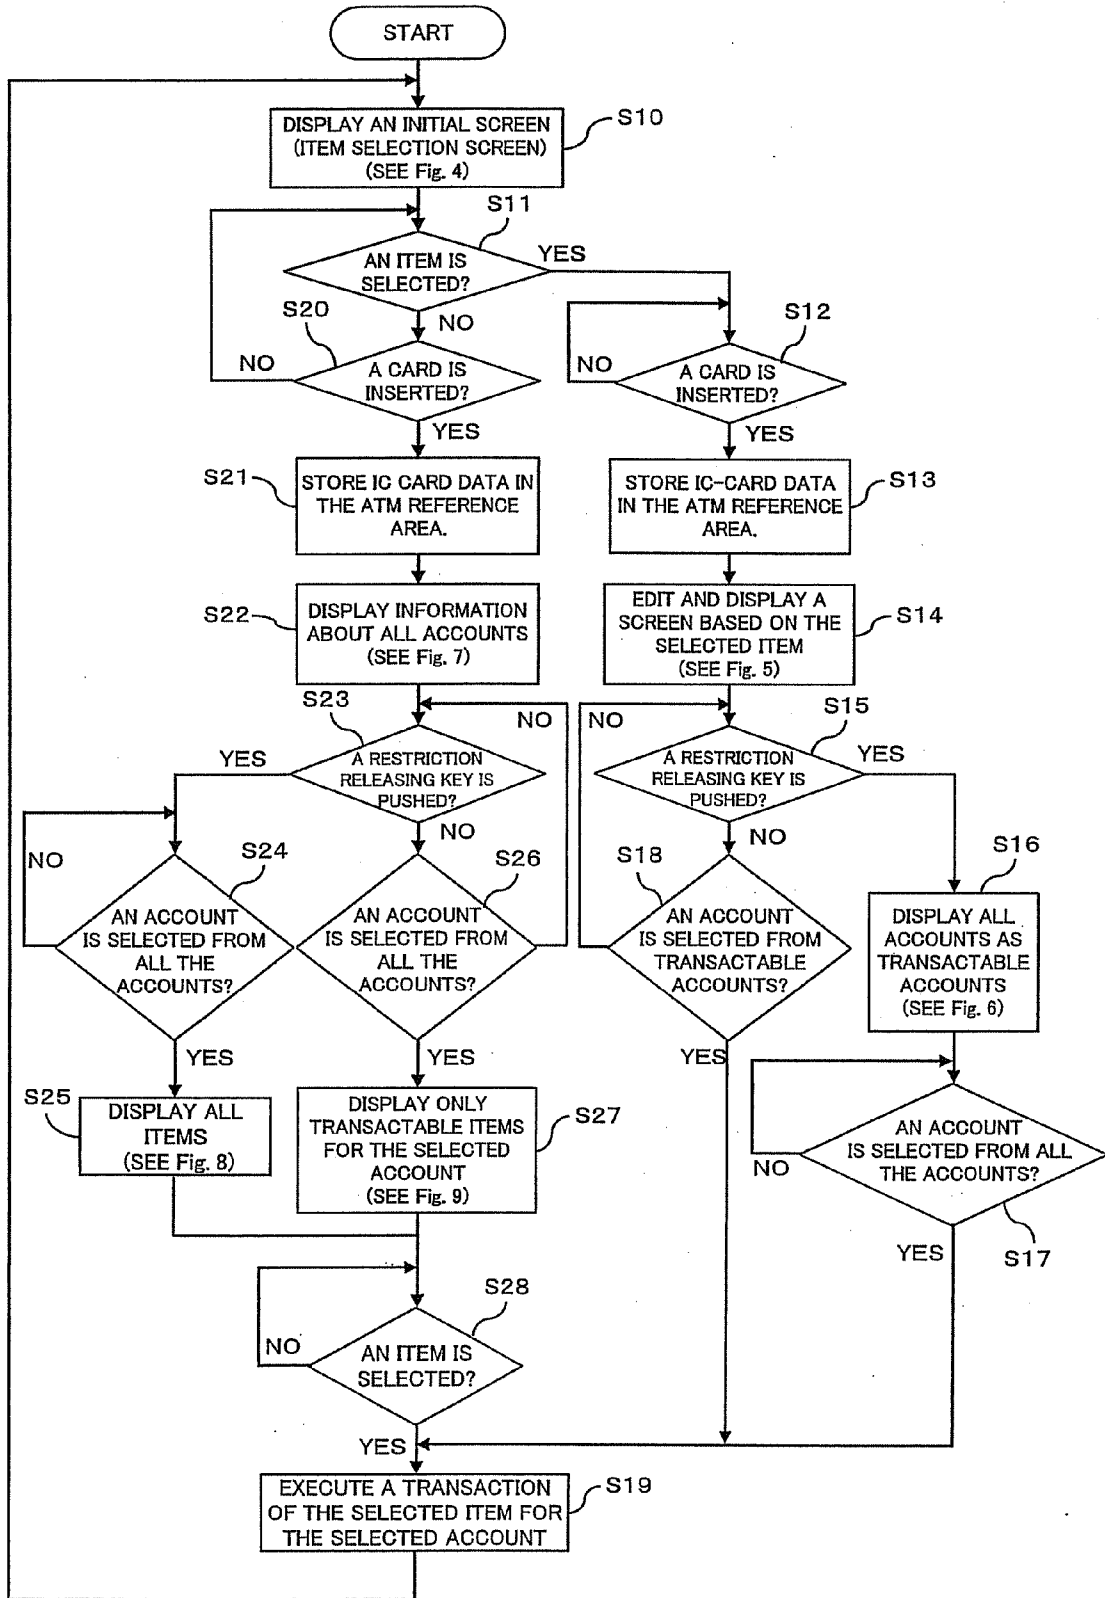 START
DISPLAY AN INITIAL SCREEN
(ITEM SELECTION SCREEN)
(SEE Fig. 4)
S10
S11
AN ITEM IS
SELECTED?
YES
NO
S20
A CARD IS
INSERTED?
NO
YES
S12
A CARD IS
INSERTED?
NO
YES
S21
STORE IC CARD DATA IN
THE ATM REFERENCE
AREA.
STORE IC-CARD DATA
IN THE ATM REFERENCE
AREA.
S13
S22
DISPLAY INFORMATION
ABOUT ALL ACCOUNTS
(SEE Fig. 7)
EDIT AND DISPLAY A
SCREEN BASED ON THE
SELECTED ITEM
(SEE Fig. 5)
S14
S23
YES
A RESTRICTION
RELEASING KEY IS
PUSHED?
NO
NO
NO
S15
A RESTRICTION
RELEASING KEY IS
PUSHED?
YES
NO
NO
S24
AN ACCOUNT
IS SELECTED FROM
ALL THE
ACCOUNTS?
YES
S26
AN ACCOUNT
IS SELECTED FROM
ALL THE
ACCOUNTS?
YES
S18
AN ACCOUNT
IS SELECTED FROM
TRANSACTABLE
ACCOUNTS?
YES
S16
DISPLAY ALL
ACCOUNTS AS
TRANSACTABLE
ACCOUNTS
(SEE Fig. 6)
S25
DISPLAY ALL
ITEMS
(SEE Fig. 8)
DISPLAY ONLY
TRANSACTABLE ITEMS
FOR THE SELECTED
ACCOUNT
(SEE Fig. 9)
S27
AN ACCOUNT
IS SELECTED FROM ALL
THE ACCOUNTS?
NO
YES
S17
S28
NO
AN ITEM IS
SELECTED?
YES
EXECUTE A TRANSACTION
OF THE SELECTED ITEM FOR
THE SELECTED ACCOUNT
S19